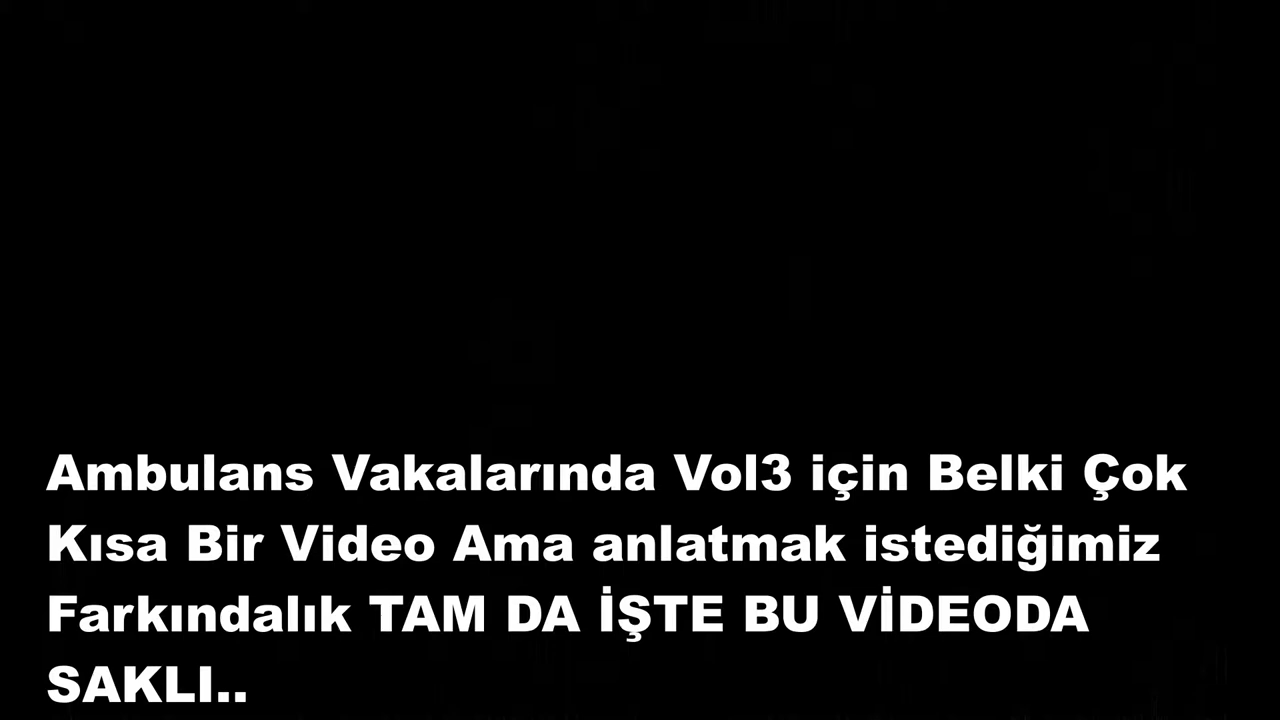 Ambulans Vakalarında Vol3 için Belki Çok
Kısa Bir Video Ama anlatmak istediğimiz
Farkındalık TAM DA İŞTE BU VİDEODA
SAKLI..